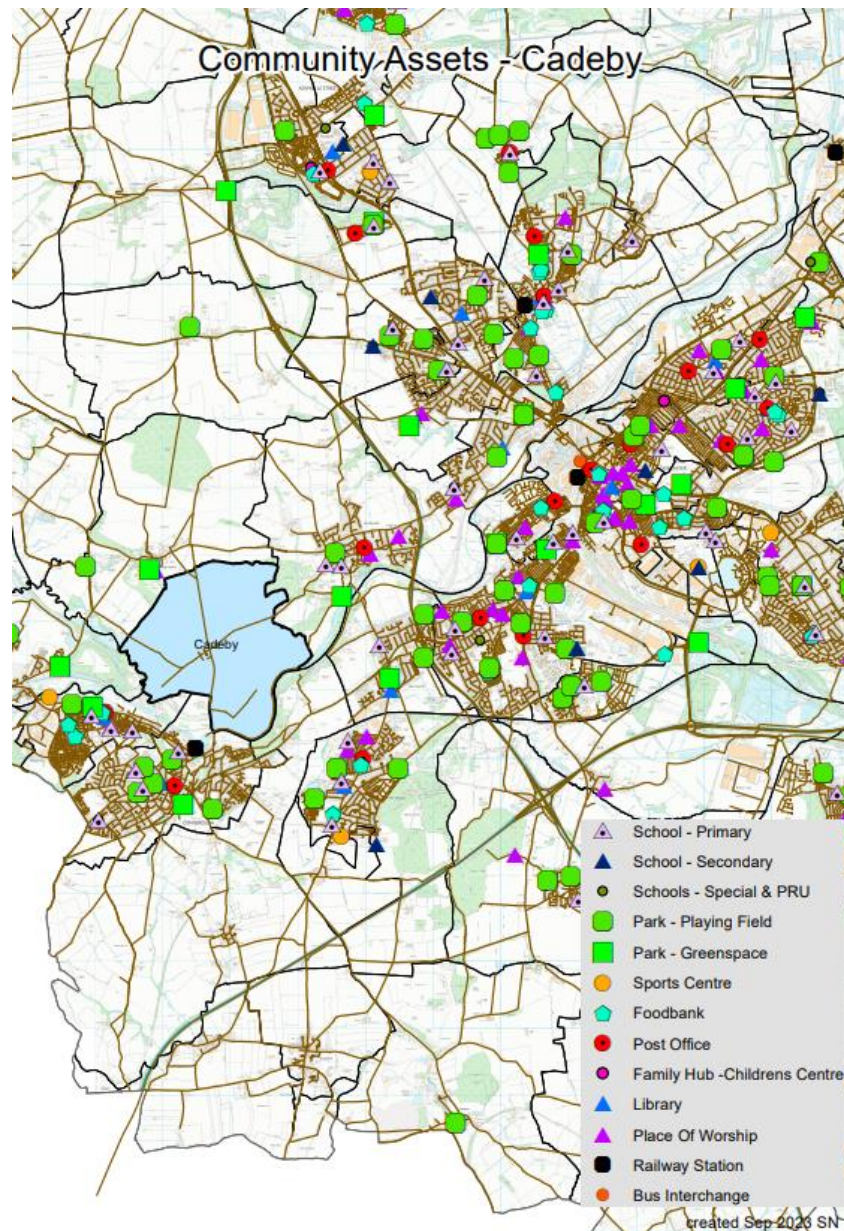 Community Assets - Cadeby
Cadeby
School - Primary
School - Secondary
Schools - Special & PRU
Park - Playing Field
Park - Greenspace
Sports Centre
Foodbank
Post Office
Family Hub -Childrens Centre
Library
Place Of Worship
Railway Station
Bus Interchange
created Sep 2023 SN